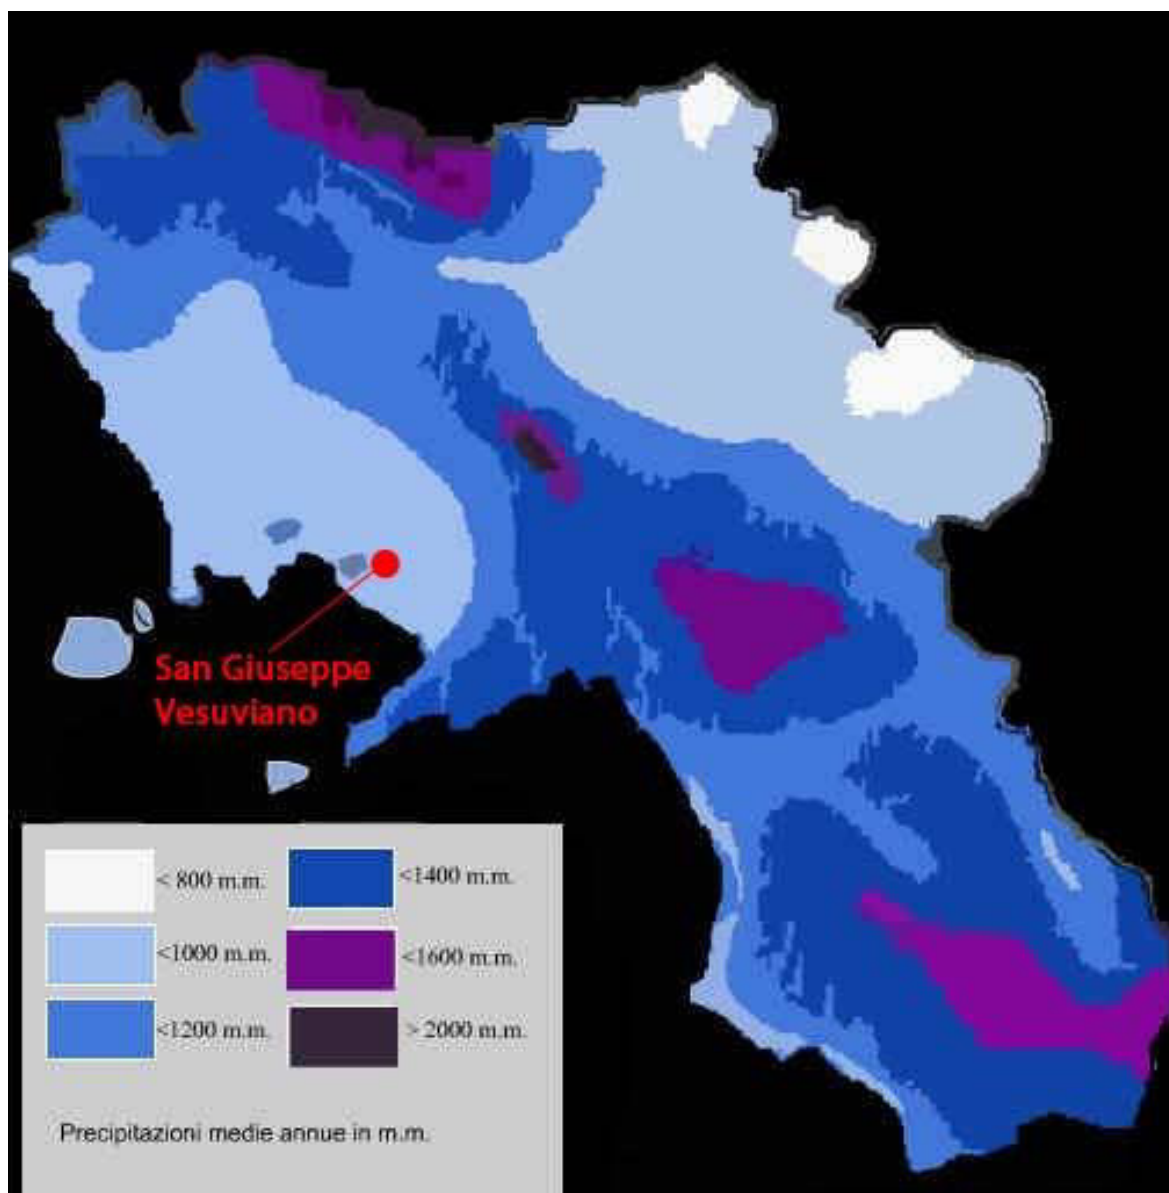 San Giuseppe
Vesuviano
< 800 m.m.
<1400 m.m.
<1000 m.m.
<1600 m.m.
<1200 m.m.
> 2000 m.m.
Precipitazioni medie annue in m.m.